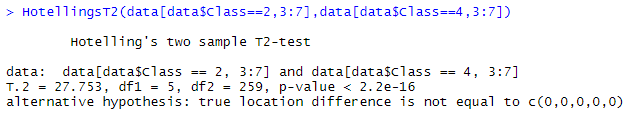 > HotellingsT2(data[data$Class==2,3:7],data[data$Class==4,3:7])
Hotelling's two sample T2-test
data:  data[data$Class == 2, 3:7] and data[data$Class == 4, 3:7]
T.2 = 27.753, df1 = 5, df2 = 259, p-value < 2.2e-16
alternative hypothesis: true location difference is not equal to c(0,0,0,0,0)